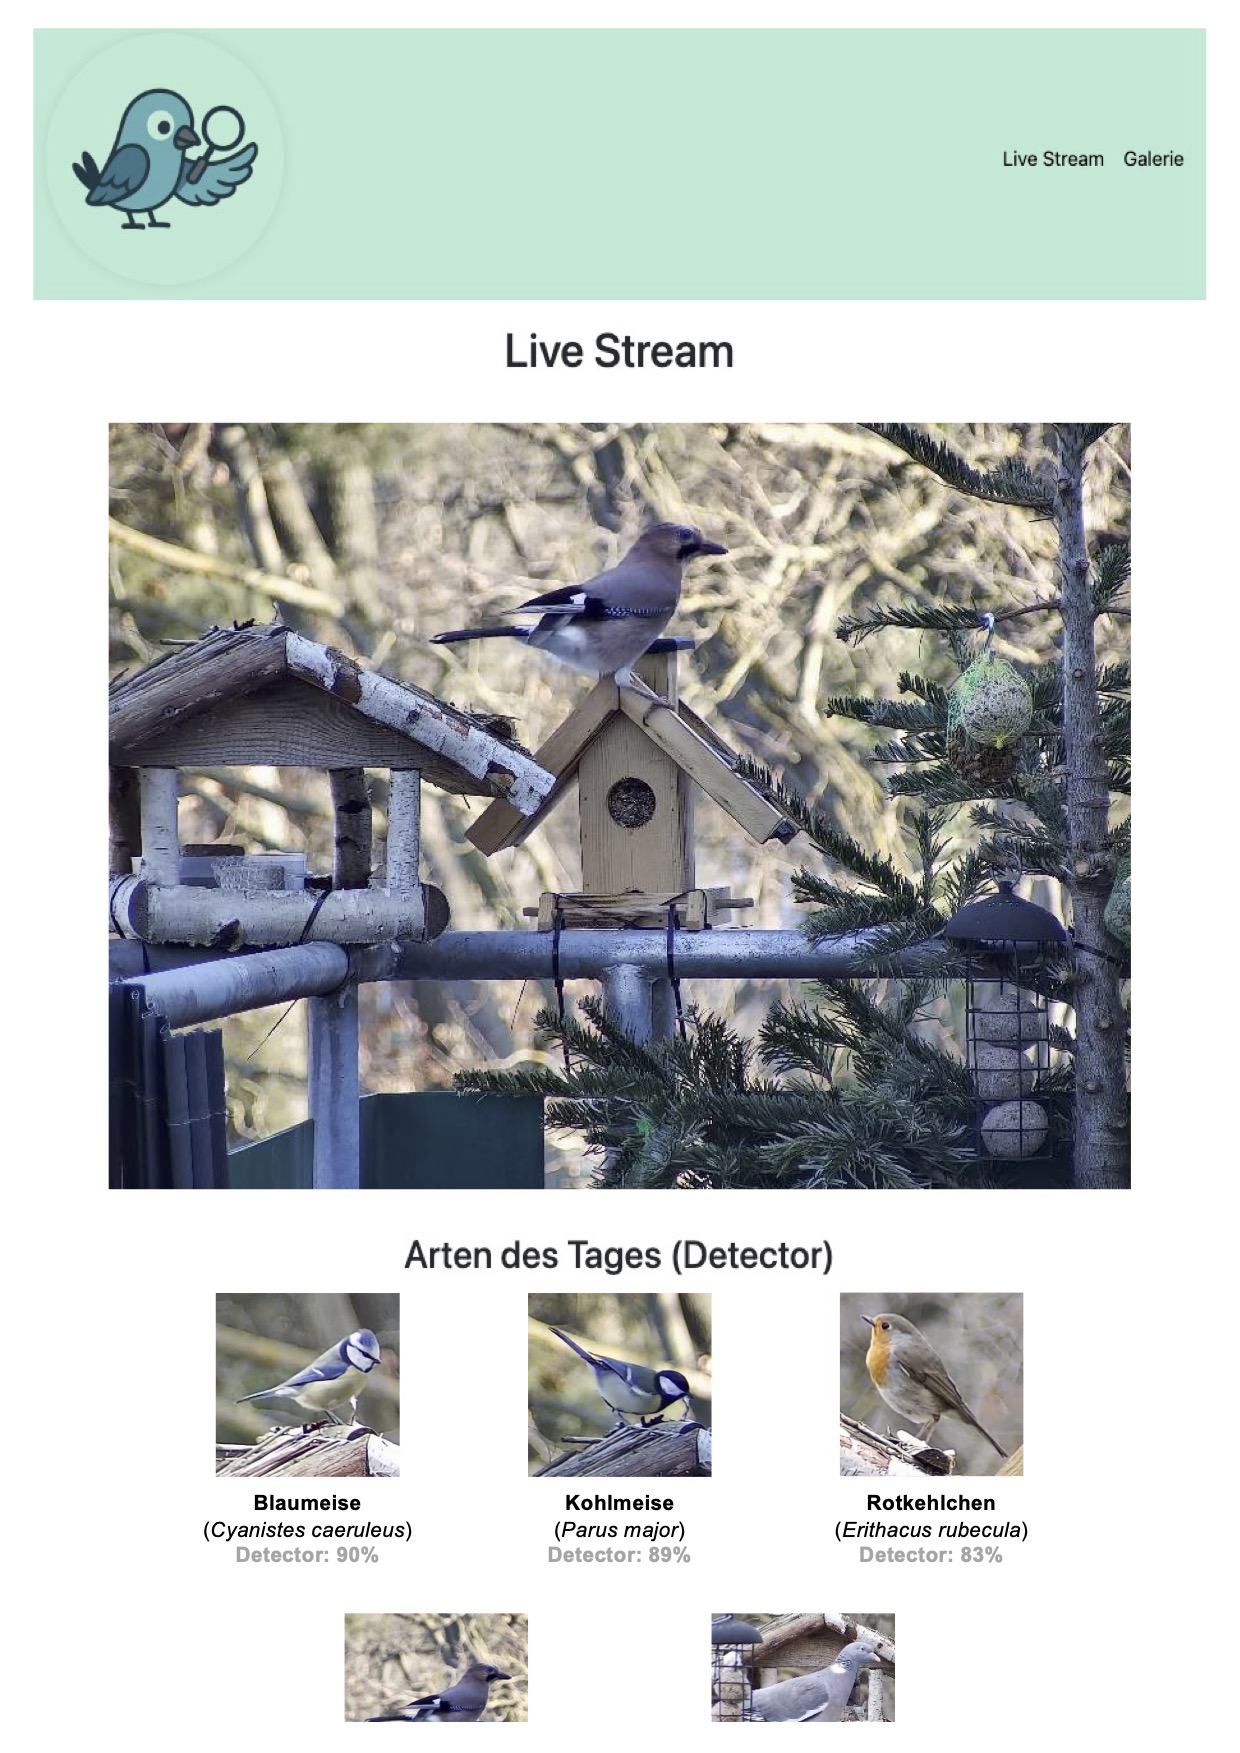 Live Stream Galerie
Live Stream
Arten des Tages (Detector)
Blaumeise
(Cyanistes caeruleus)
Detector: 90%
Kohlmeise
(Parus major)
Detector: 89%
Rotkehlchen
(Erithacus rubecula)
Detector: 83%